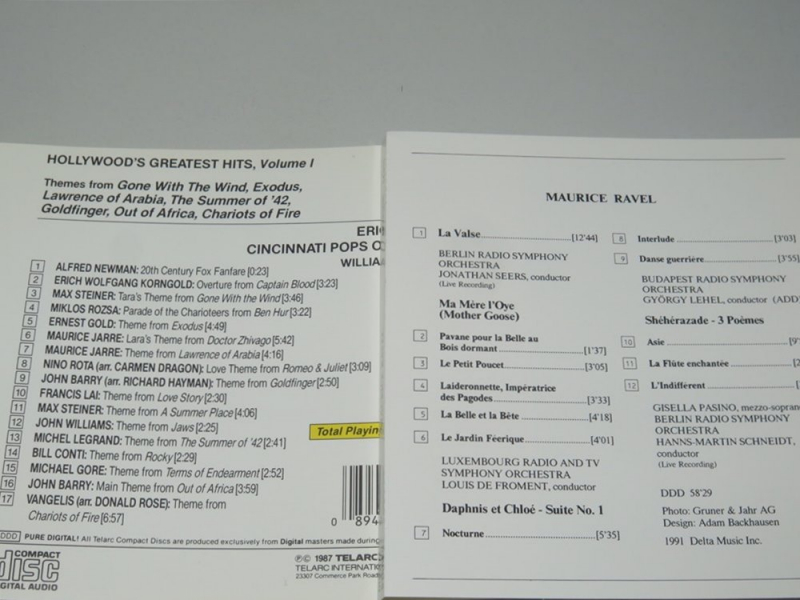 HOLLYWOOD'S GREATEST HITS, Volume I
Themes from Gone With The Wind, Exodus,
Lawrence of Arabia, The Summer of '42,
Goldfinger, Out of Africa, Chariots of Fire
CINCINNATI POPS
1 ALFRED NEWMAN: 20th Century Fox Fanfare [0:23]
2 ERICH WOLFGANG KORNGOLD: Overture from Captain Blood [3:23]
3 MAX STEINER: Tara's Theme from Gone With the Wind [3:46]
4 MIKLOS ROZSA: Parade of the Charioteers from Ben Hur [3:22]
5 ERNEST GOLD: Theme from Exodus [4:49]
6 MAURICE JARRE: Lara's Theme from Doctor Zhivago [5:42]
7 MAURICE JARRE: Theme from Lawrence of Arabia [4:16]
8 NINO ROTA (arr. CARMEN DRAGON): Love Theme from Romeo & Juliet [3:09]
9 JOHN BARRY (arr. RICHARD HAYMAN): Theme from Goldfinger [2:50]
10 FRANCIS LAI: Theme from Love Story [2:30]
11 MAX STEINER: Theme from A Summer Place [4:06]
12 JOHN WILLIAMS: Theme from Jaws [2:25]
13 MICHEL LEGRAND: Theme from The Summer of '42 [2:41]
14 BILL CONTI: Theme from Rocky [2:29]
15 MICHAEL GORE: Theme from Terms of Endearment [2:52]
16 JOHN BARRY: Main Theme from Out of Africa [3:59]
17 VANGELIS (arr. DONALD ROSE): Theme from
Chariots of Fire [6:57]
Total Playin
0 894
DDD PURE DIGITAL! All Telarc Compact Discs are produced exclusively from Digital masters made during
COMPACT
disc
DIGITAL AUDIO
℗© 1987 TELARC
TELARC
23307 Commerce Park Road
MAURICE RAVEL
1 La Valse [12'44]
BERLIN RADIO SYMPHONY
ORCHESTRA
JONATHAN SEERS, conductor
(Live Recording)
Ma Mère l'Oye
(Mother Goose)
2 Pavane pour la Belle au
Bois dormant [1'37]
3 Le Petit Poucet [3'05]
4 Laideronnette, Impératrice
des Pagodes [3'33]
5 La Belle et la Bête [4'18]
6 Le Jardin Féerique [4'01]
LUXEMBOURG RADIO AND TV
SYMPHONY ORCHESTRA
LOUIS DE FROMENT, conductor
Daphnis et Chloé - Suite No. 1
7 Nocturne [5'35]
8 Interlude [3'03]
9 Danse guerrière [3'55]
BUDAPEST RADIO SYMPHONY
ORCHESTRA
GYÖRGY LEHEL, conductor (ADD)
Shéhérazade - 3 Poèmes
10 Asie [9'
11 La Flûte enchantée [2
12 L'Indifférent
GISELLA PASINO, mezzo-sopran
BERLIN RADIO SYMPHONY
ORCHESTRA
HANNS-MARTIN SCHNEIDT,
conductor
(Live Recording)
DDD 58'29
Photo: Gruner & Jahr AG
Design: Adam Backhausen
1991 Delta Music Inc.